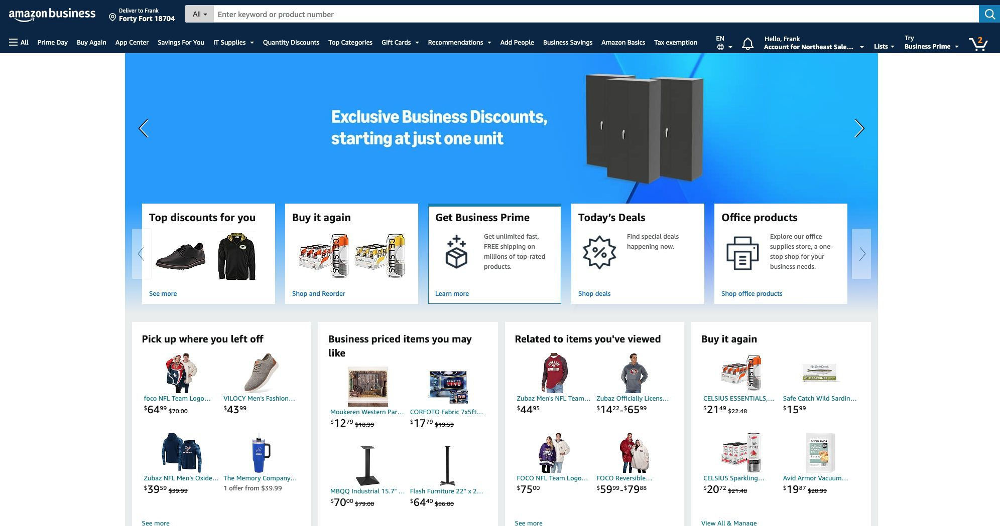 amazon business
Deliver to Frank
Forty Fort 18704
All
Enter keyword or product number
All
Prime Day
Buy Again
App Center
Savings For You
IT Supplies
Quantity Discounts
Top Categories
Gift Cards
Recommendations
Add People
Business Savings
Amazon Basics
Tax exemption
EN
Hello, Frank
Account for Northeast Sale...
Lists
Try
Business Prime
2
Exclusive Business Discounts,
starting at just one unit
Top discounts for you
See more
Buy it again
CELSIUS
CELSIUS
Shop and Reorder
Get Business Prime
Get unlimited fast,
FREE shipping on
millions of top-rated
products.
Learn more
Today's Deals
Find special deals
happening now.
Shop deals
Office products
Explore our office
supplies store, a one-
stop shop for your
business needs.
Shop office products
Pick up where you left off
foco NFL Team Logo...
$64.99 $70.00
VILOCY Men's Fashion...
$43.99
Zubaz NFL Men's Oxide...
$39.59 $39.99
The Memory Company...
1 offer from $39.99
See more
Business priced items you may
like
BREAKING
LIVE
Moukeren Western Par...
$12.79 $18.99
CORFOTO Fabric 7x5ft...
$17.79 $19.59
MBQQ Industrial 15.7" ...
$70.00 $79.00
Flash Furniture 22'' x 2...
$64.40 $86.00
Related to items you've viewed
Zubaz Men's NFL Team...
$44.95
Zubaz Officially Licens...
$14.22-$65.99
FOCO NFL Team Logo...
$75.00
FOCO Reversible...
$59.99-$79.88
See more
Buy it again
CELSIUS
CELSIUS ESSENTIALS,...
$21.49 $22.48
Safe Catch
WILD SARDINES
Safe Catch Wild Sardin...
$15.99
CELSIUS
CELSIUS Sparkling...
$20.72 $21.48
AVID ARMOR
Avid Armor Vacuum...
$19.87 $20.99
View All & Manage